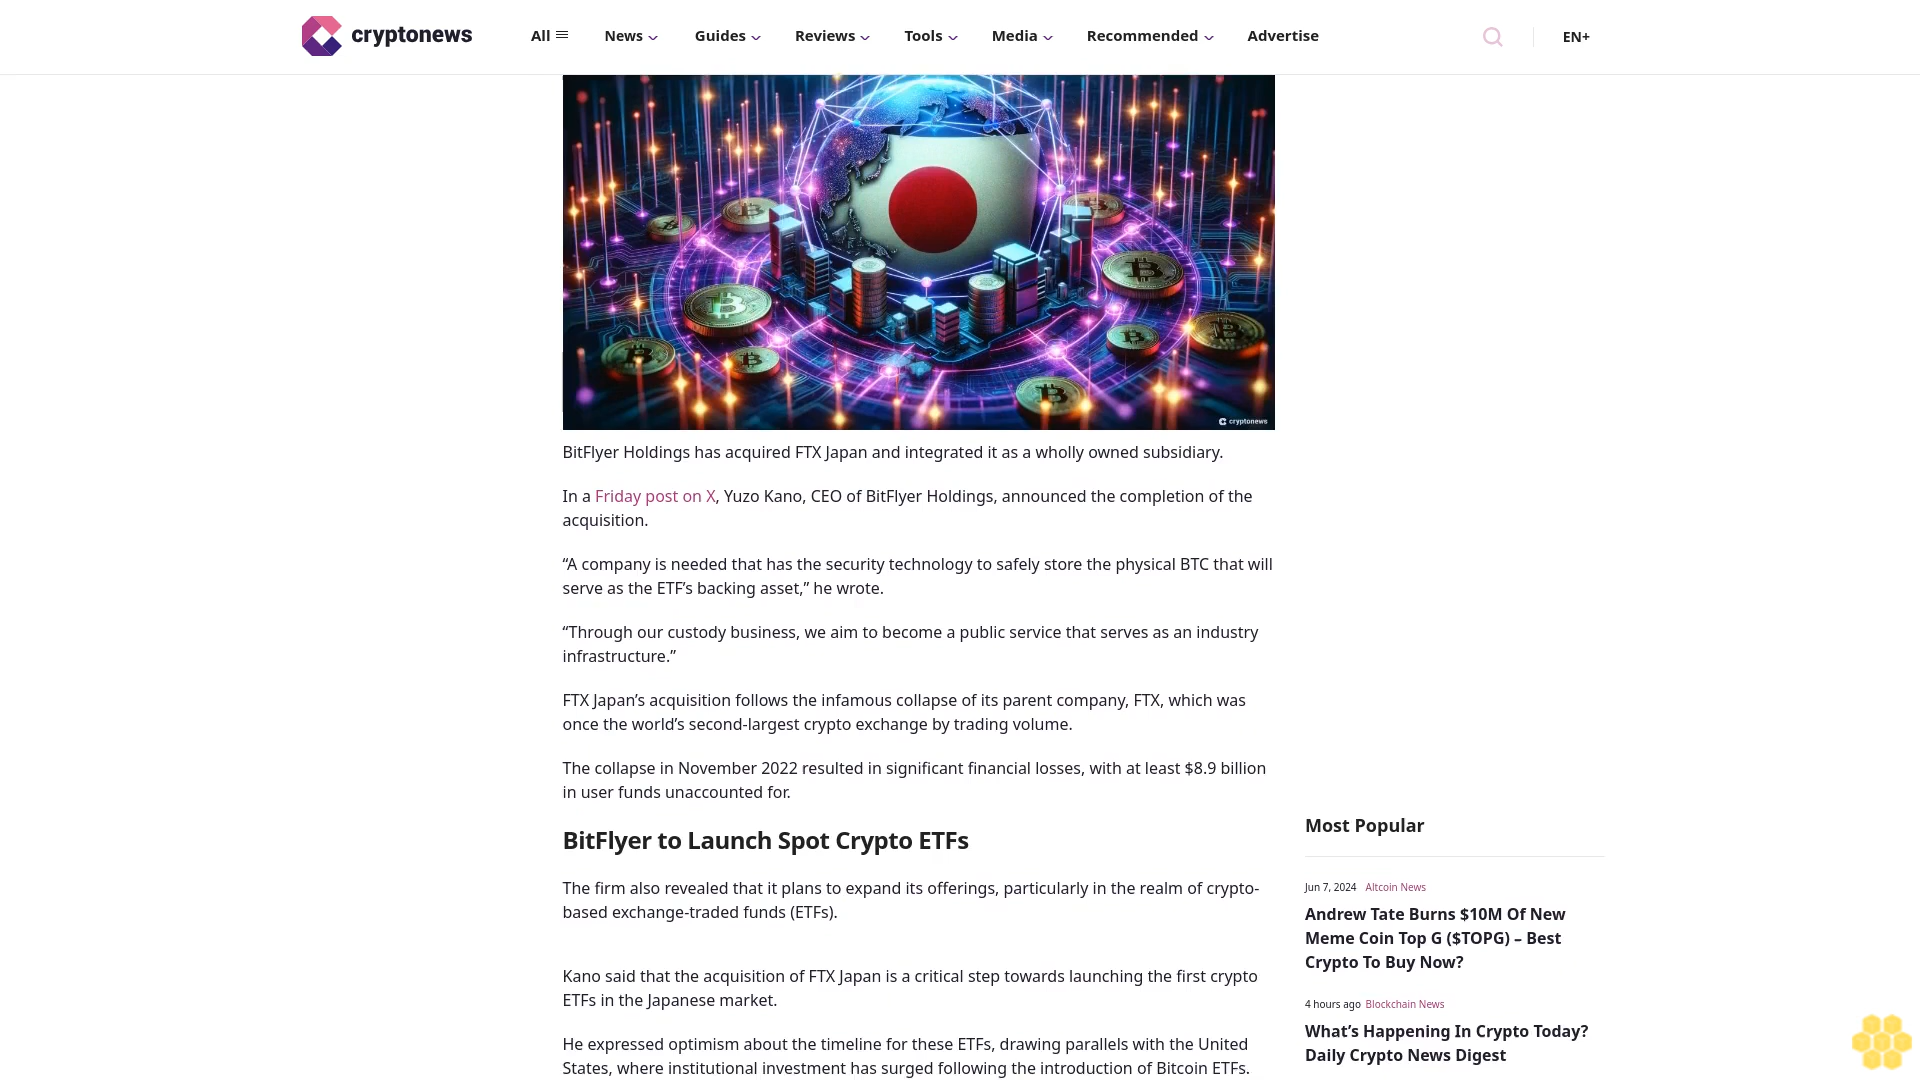 cryptonews
All
News
Guides
Reviews
Tools
Media
Recommended
Advertise
EN+
cryptonews
BitFlyer Holdings has acquired FTX Japan and integrated it as a wholly owned subsidiary.
In a Friday post on X, Yuzo Kano, CEO of BitFlyer Holdings, announced the completion of the
acquisition.
“A company is needed that has the security technology to safely store the physical BTC that will
serve as the ETF’s backing asset,” he wrote.
“Through our custody business, we aim to become a public service that serves as an industry
infrastructure.”
FTX Japan’s acquisition follows the infamous collapse of its parent company, FTX, which was
once the world’s second-largest crypto exchange by trading volume.
The collapse in November 2022 resulted in significant financial losses, with at least $8.9 billion
in user funds unaccounted for.
BitFlyer to Launch Spot Crypto ETFs
The firm also revealed that it plans to expand its offerings, particularly in the realm of crypto-
based exchange-traded funds (ETFs).
Kano said that the acquisition of FTX Japan is a critical step towards launching the first crypto
ETFs in the Japanese market.
He expressed optimism about the timeline for these ETFs, drawing parallels with the United
States, where institutional investment has surged following the introduction of Bitcoin ETFs.
Most Popular
Jun 7, 2024 Altcoin News
Andrew Tate Burns $10M Of New
Meme Coin Top G ($TOPG) – Best
Crypto To Buy Now?
4 hours ago Blockchain News
What’s Happening In Crypto Today?
Daily Crypto News Digest